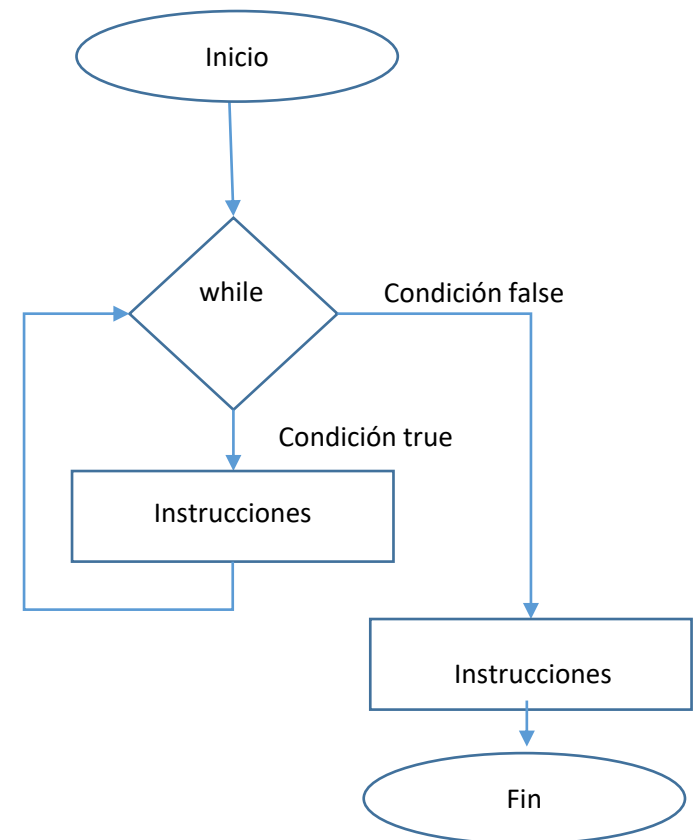 Inicio
while
Condición false
Condición true
Instrucciones
Instrucciones
Fin